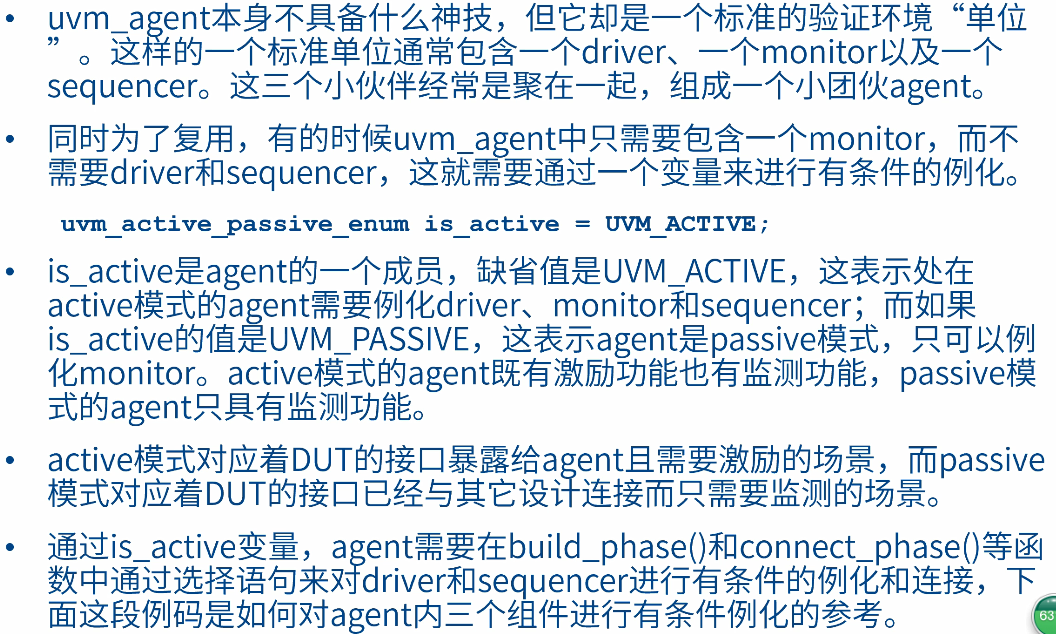 • uvm_agent本身不具备什么神技，但它却是一个标准的验证环境“单位
”。这样的一个标准单位通常包含一个driver、一个monitor以及一个
sequencer。这三个小伙伴经常是聚在一起，组成一个小团伙agent。
• 同时为了复用，有的时候uvm_agent中只需要包含一个monitor，而不
需要driver和sequencer，这就需要通过一个变量来进行有条件的例化。
uvm_active_passive_enum is_active = UVM_ACTIVE;
• is_active是agent的一个成员，缺省值是UVM_ACTIVE，这表示处在
active模式的agent需要例化driver、monitor和sequencer；而如果
is_active的值是UVM_PASSIVE，这表示agent是passive模式，只可以例
化monitor。active模式的agent既有激励功能也有监测功能，passive模
式的agent只具有监测功能。
• active模式对应着DUT的接口暴露给agent且需要激励的场景，而passive
模式对应着DUT的接口已经与其它设计连接而只需要监测的场景。
• 通过is_active变量，agent需要在build_phase()和connect_phase()等函
数中通过选择语句来对driver和sequencer进行有条件的例化和连接，下
面这段例码是如何对agent内三个组件进行有条件例化的参考。
63